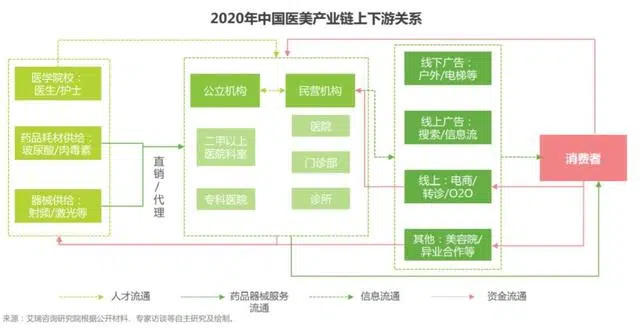 2020年中国医美产业链上下游关系
医学院校：
医生/护士
药品耗材供给：
玻尿酸/肉毒素
器械供给：
射频/激光等
直销/代理
公立机构
民营机构
二甲以上
医院科室
专科医院
医院
门诊部
诊所
线下广告：
户外/电梯等
线上广告：
搜索/信息流
线上：电商/
转诊/O2O
其他：美容院/
异业合作等
消费者
人才流通
药品器械服务
流通
信息流通
资金流通
来源：艾瑞咨询研究院根据公开材料、专家访谈等自主研究及绘制。